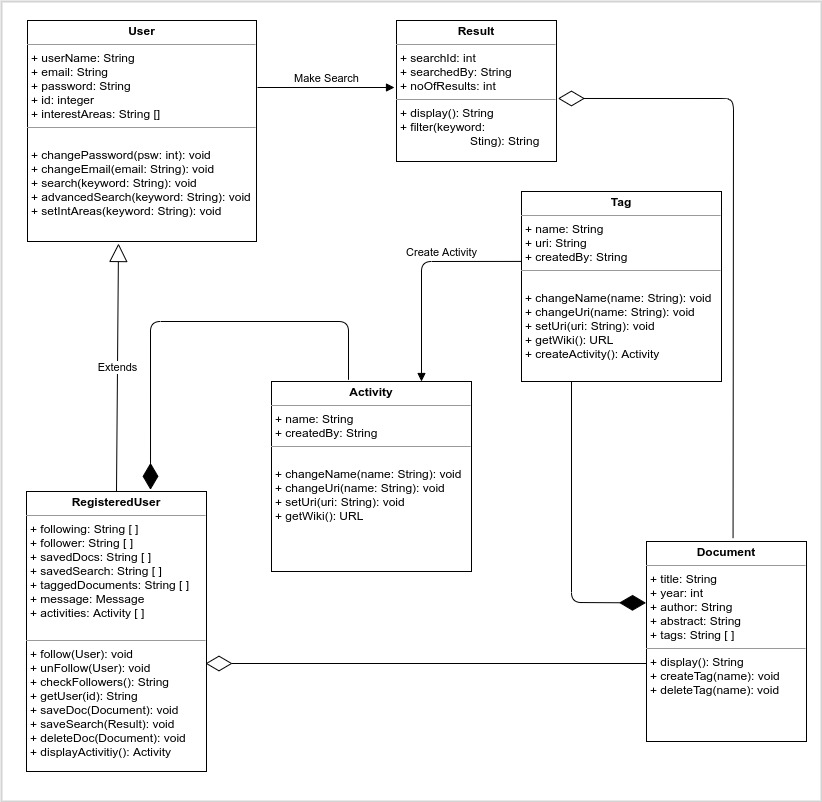 User
+ userName: String
+ email: String
+ password: String
+ id: integer
+ interestAreas: String []
+ changePassword(psw: int): void
+ changeEmail(email: String): void
+ search(keyword: String): void
+ advancedSearch(keyword: String): void
+ setIntAreas(keyword: String): void
Make Search
Result
+ searchId: int
+ searchedBy: String
+ noOfResults: int
+ display(): String
+ filter(keyword:
Sting): String
Tag
+ name: String
+ uri: String
+ createdBy: String
+ changeName(name: String): void
+ changeUri(name: String): void
+ setUri(uri: String): void
+ getWiki(): URL
+ createActivity(): Activity
Create Activity
Extends
Activity
+ name: String
+ createdBy: String
+ changeName(name: String): void
+ changeUri(name: String): void
+ setUri(uri: String): void
+ getWiki(): URL
RegisteredUser
+ following: String [ ]
+ follower: String [ ]
+ savedDocs: String [ ]
+ savedSearch: String [ ]
+ taggedDocuments: String [ ]
+ message: Message
+ activities: Activity [ ]
+ follow(User): void
+ unFollow(User): void
+ checkFollowers(): String
+ getUser(id): String
+ saveDoc(Document): void
+ saveSearch(Result): void
+ deleteDoc(Document): void
+ displayActivitiy(): Activity
Document
+ title: String
+ year: int
+ author: String
+ abstract: String
+ tags: String [ ]
+ display(): String
+ createTag(name): void
+ deleteTag(name): void